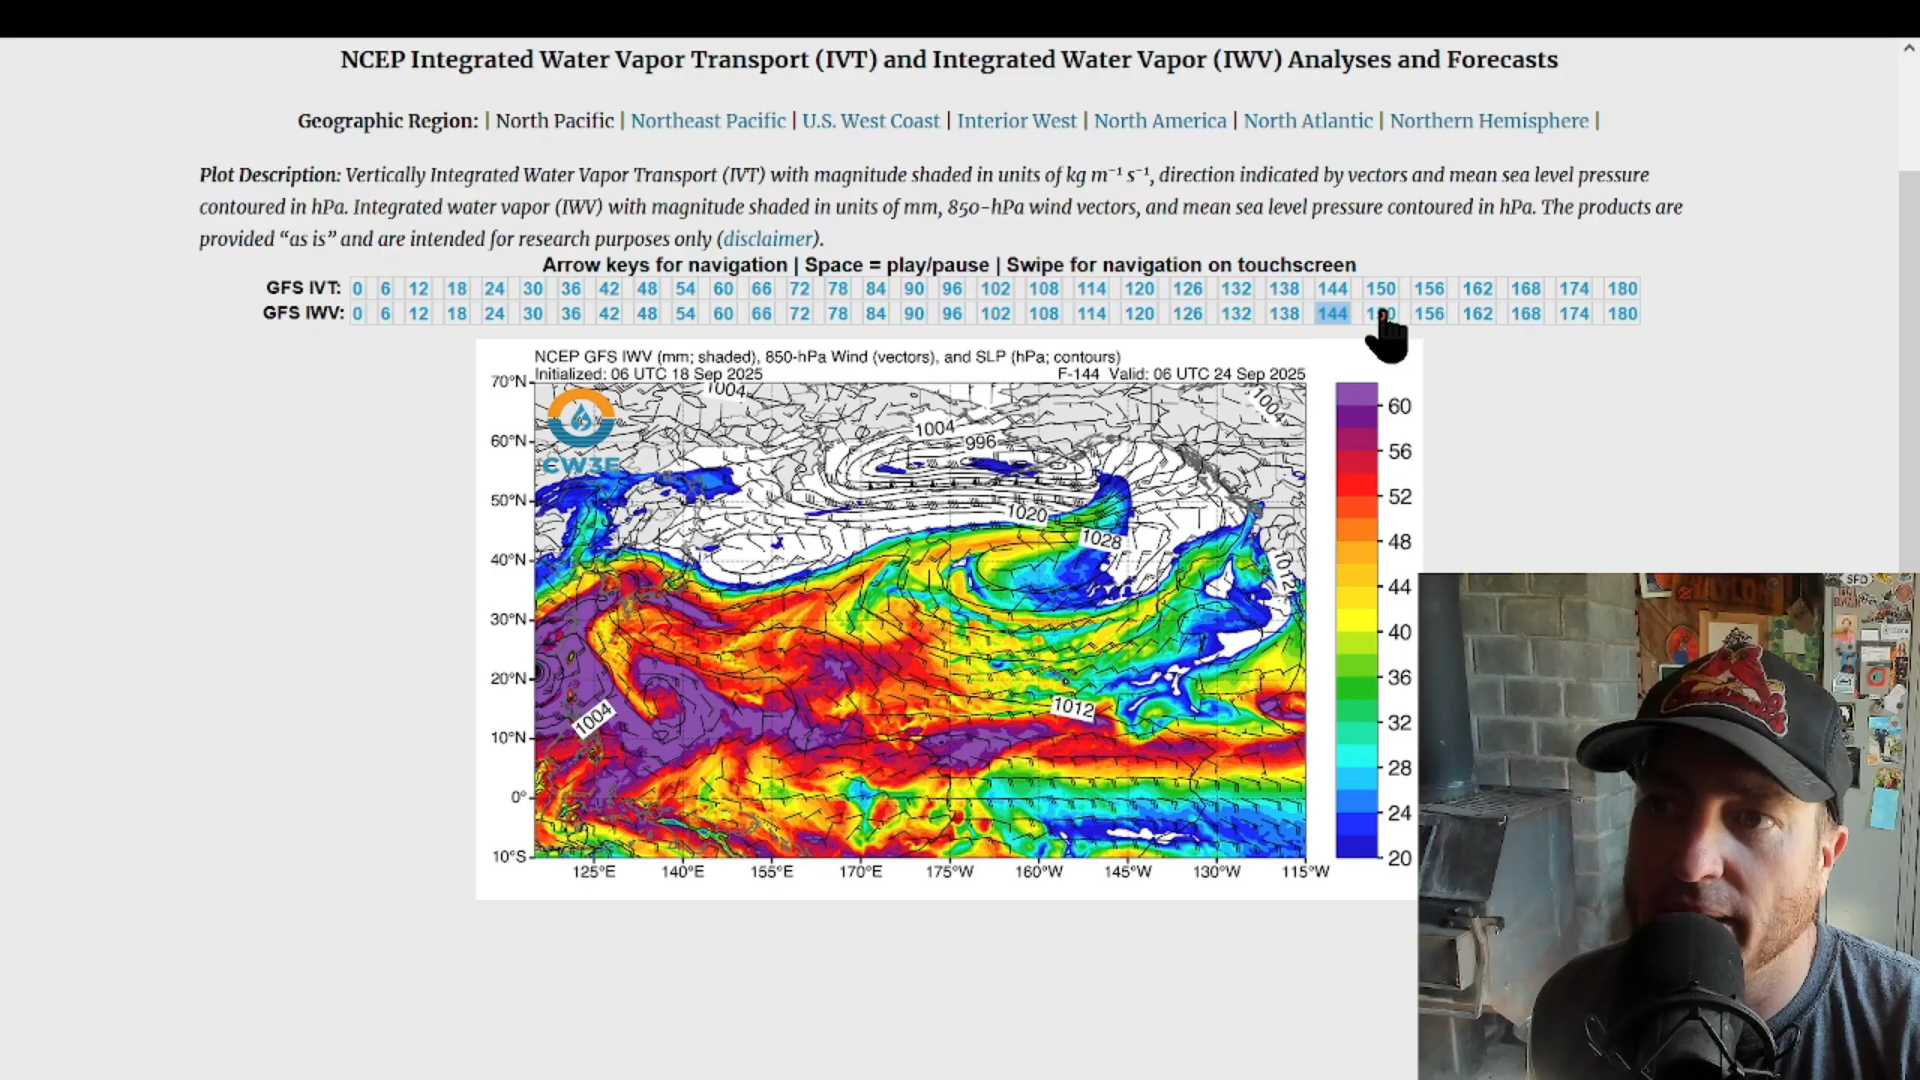 NCEP Integrated Water Vapor Transport (IVT) and Integrated Water Vapor (IWV) Analyses and Forecasts
Geographic Region: | North Pacific | Northeast Pacific | U.S. West Coast | Interior West | North America | North Atlantic | Northern Hemisphere |
Plot Description: Vertically Integrated Water Vapor Transport (IVT) with magnitude shaded in units of kg m⁻¹ s⁻¹, direction indicated by vectors and mean sea level pressure
contoured in hPa. Integrated water vapor (IWV) with magnitude shaded in units of mm, 850-hPa wind vectors, and mean sea level pressure contoured in hPa. The products are
provided “as is” and are intended for research purposes only (disclaimer).
Arrow keys for navigation | Space = play/pause | Swipe for navigation on touchscreen
GFS IVT: 0 6 12 18 24 30 36 42 48 54 60 66 72 78 84 90 96 102 108 114 120 126 132 138 144 150 156 162 168 174 180
GFS IWV: 0 6 12 18 24 30 36 42 48 54 60 66 72 78 84 90 96 102 108 114 120 126 132 138 144 150 156 162 168 174 180
NCEP GFS IWV (mm; shaded), 850-hPa Wind (vectors), and SLP (hPa; contours)
Initialized: 06 UTC 18 Sep 2025 F-144 Valid: 06 UTC 24 Sep 2025
70°N
1004
1004
60
CW3E
1004
60°N
996
56
52
50°N
1020
48
1028
40°N
1012
44
30°N
40
20°N
36
1004
1012
32
10°N
28
0°
24
10°S
20
125°E 140°E 155°E 170°E 175°W 160°W 145°W 130°W 115°W
SFD